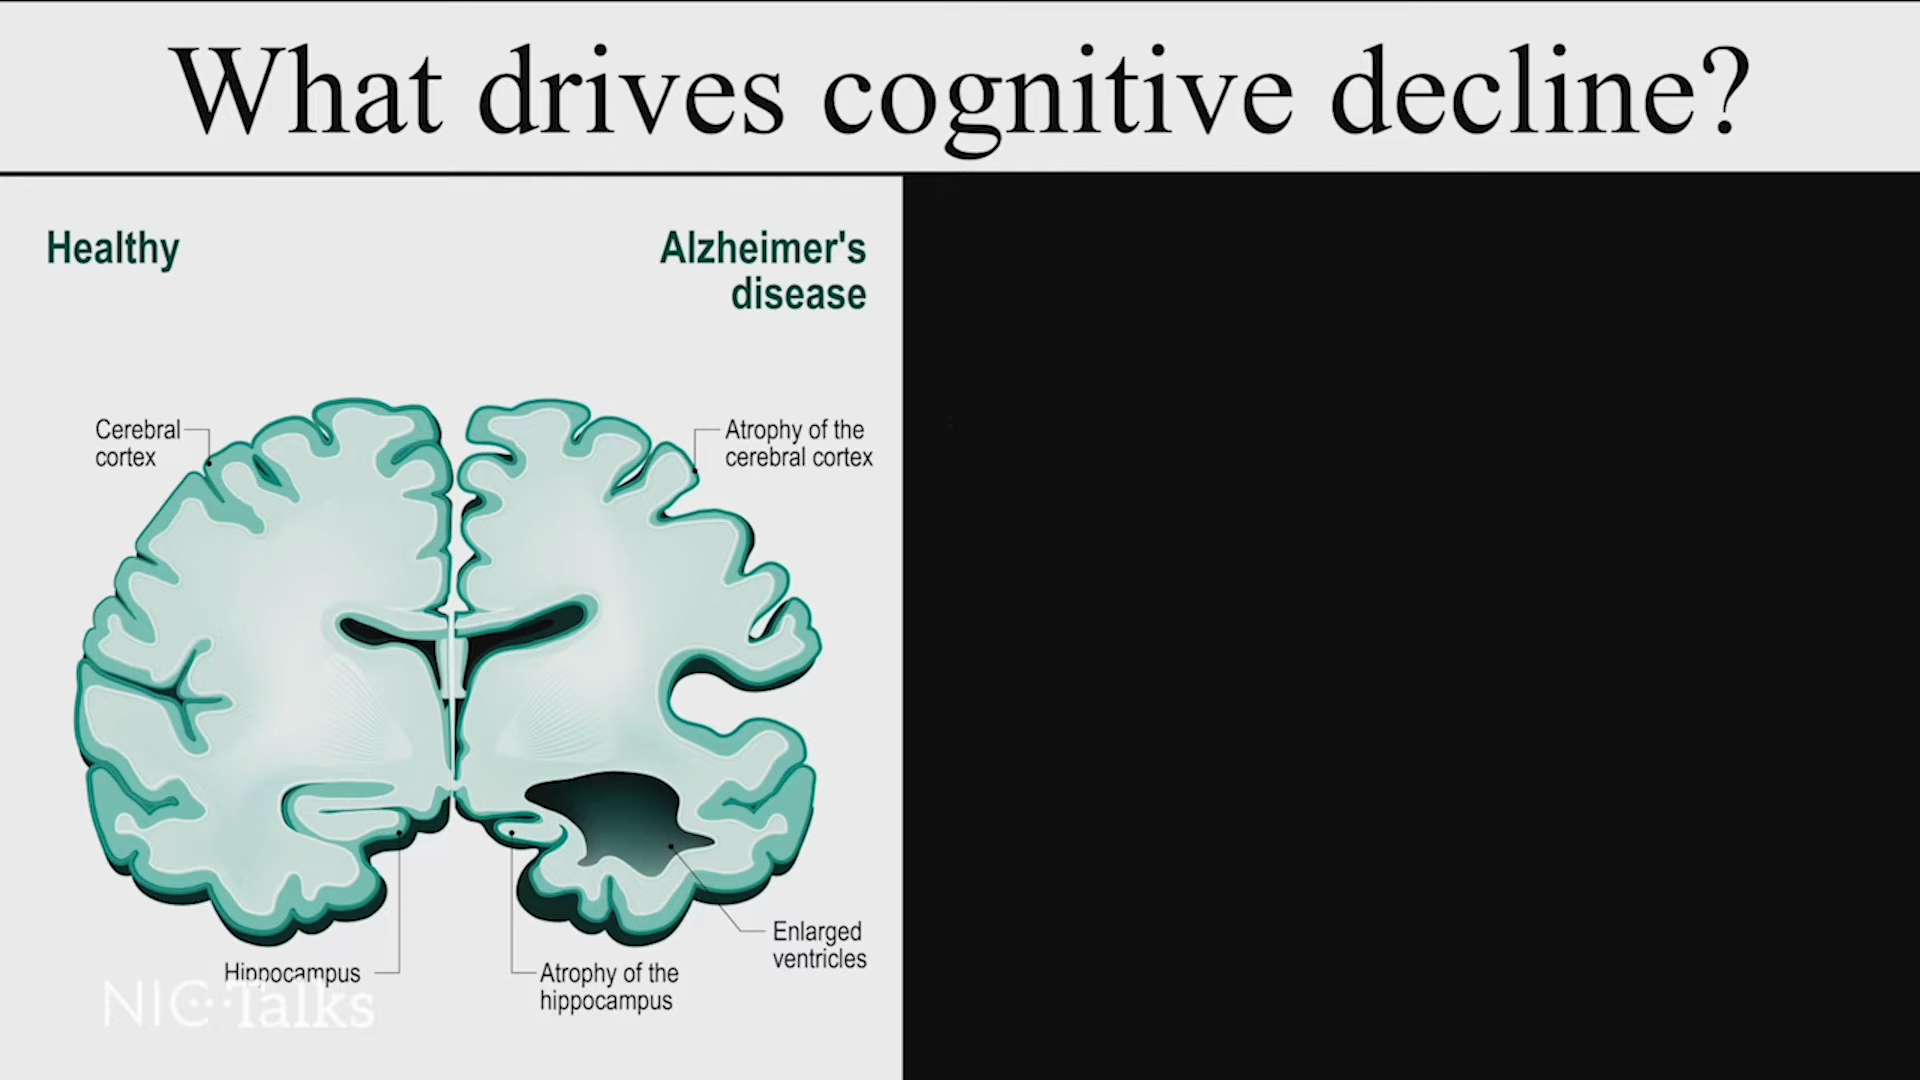 What drives cognitive decline?
Healthy
Alzheimer's
disease
Cerebral
cortex
Atrophy of the
cerebral cortex
Enlarged
ventricles
Hippocampus
Atrophy of the
hippocampus
NIC Talks